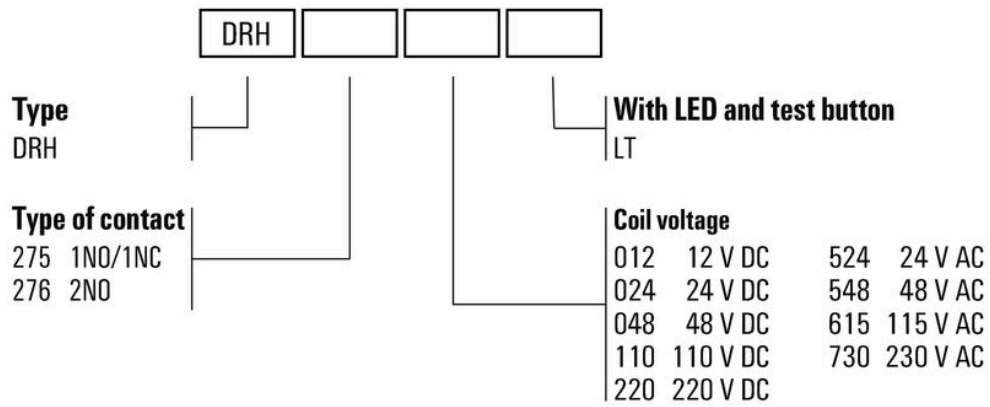 DRH
Type
DRH
With LED and test button
LT
Type of contact
275 1NO/1NC
276 2NO
Coil voltage
012 12 V DC 524 24 V AC
024 24 V DC 548 48 V AC
048 48 V DC 615 115 V AC
110 110 V DC 730 230 V AC
220 220 V DC